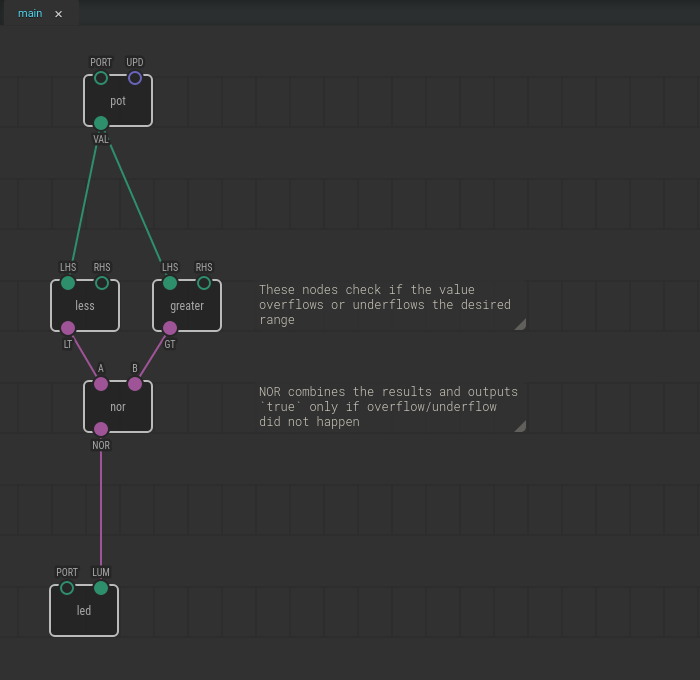 main ×
PORT UPD
pot
VAL
LHS RHS LHS RHS
less greater
LT GT
These nodes check if the value
overflows or underflows the desired
range
A B
nor
NOR
NOR combines the results and outputs
`true` only if overflow/underflow
did not happen
PORT LUM
led